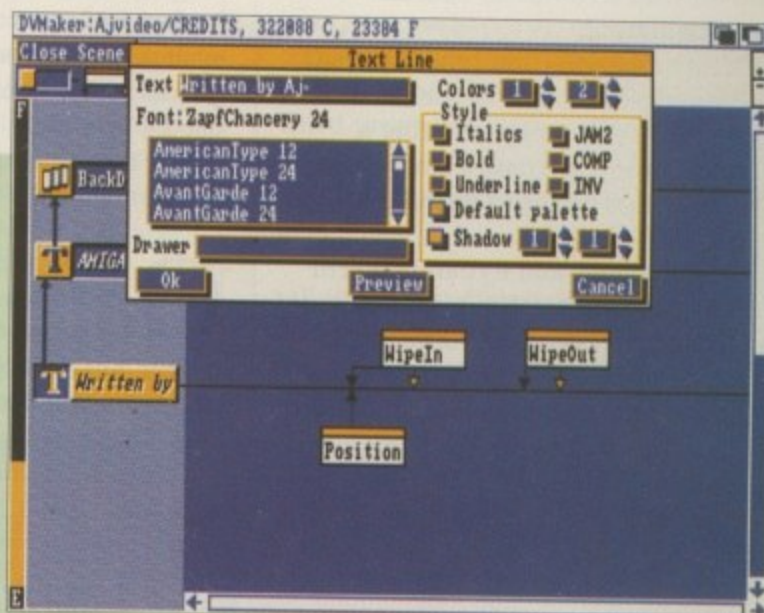 DVMaker:Ajvideo/CREDITS, 322088 C, 23384 F
Close Scene
Text Line
Text Written by Aj-
Colors 1 2
Font:ZapfChancery 24
AmericanType 12
AmericanType 24
AvantGarde 12
AvantGarde 24
Style
Italics JAM2
Bold COMP
Underline INV
Default palette
Shadow 1 1
Drawer
Ok Preview Cancel
F
BackD
T AMIGA
T Written by
WipeIn WipeOut
Position
E